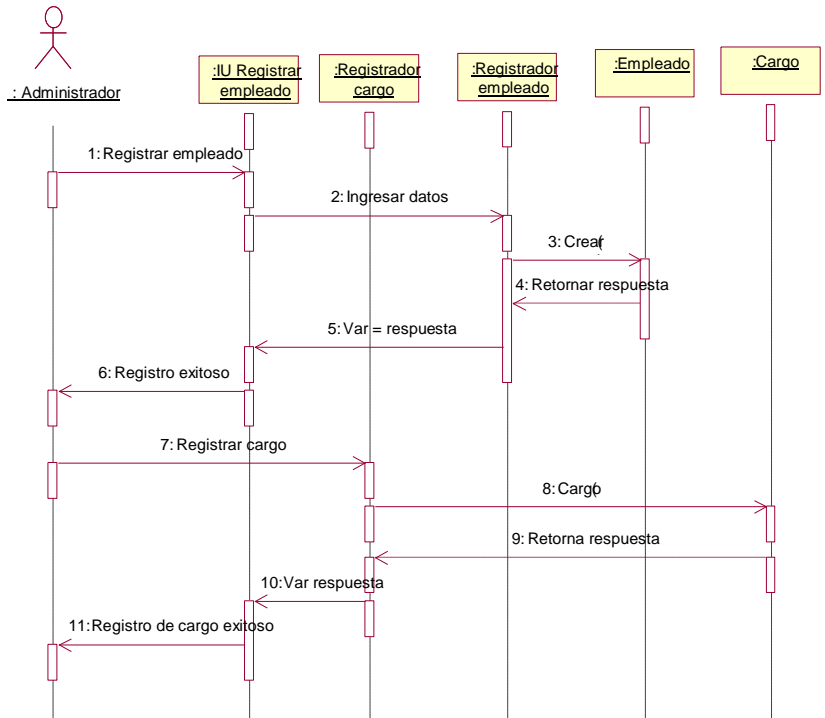 : Administrador
:IU Registrar
empleado
:Registrador
cargo
:Registrador
empleado
:Empleado
:Cargo
1: Registrar empleado
2: Ingresar datos
3: Crear(
4: Retornar respuesta
5: Var = respuesta
6: Registro exitoso
7: Registrar cargo
8: Cargo(
9: Retorna respuesta
10: Var respuesta
11: Registro de cargo exitoso